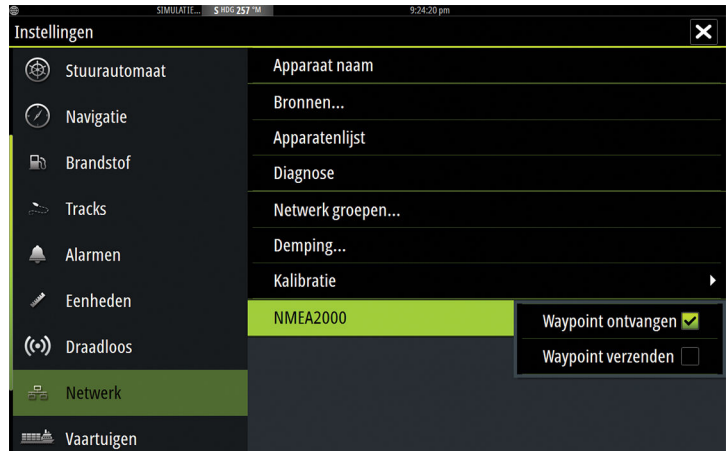 SIMULATIE... S HDG 257 °M 9:24:20 pm
Instellingen
Stuurautomaat
Navigatie
Brandstof
Tracks
Alarmen
Eenheden
Draadloos
Netwerk
Vaartuigen
Apparaat naam
Bronnen...
Apparatenlijst
Diagnose
Netwerk groepen...
Demping...
Kalibratie
NMEA2000
Waypoint ontvangen
Waypoint verzenden